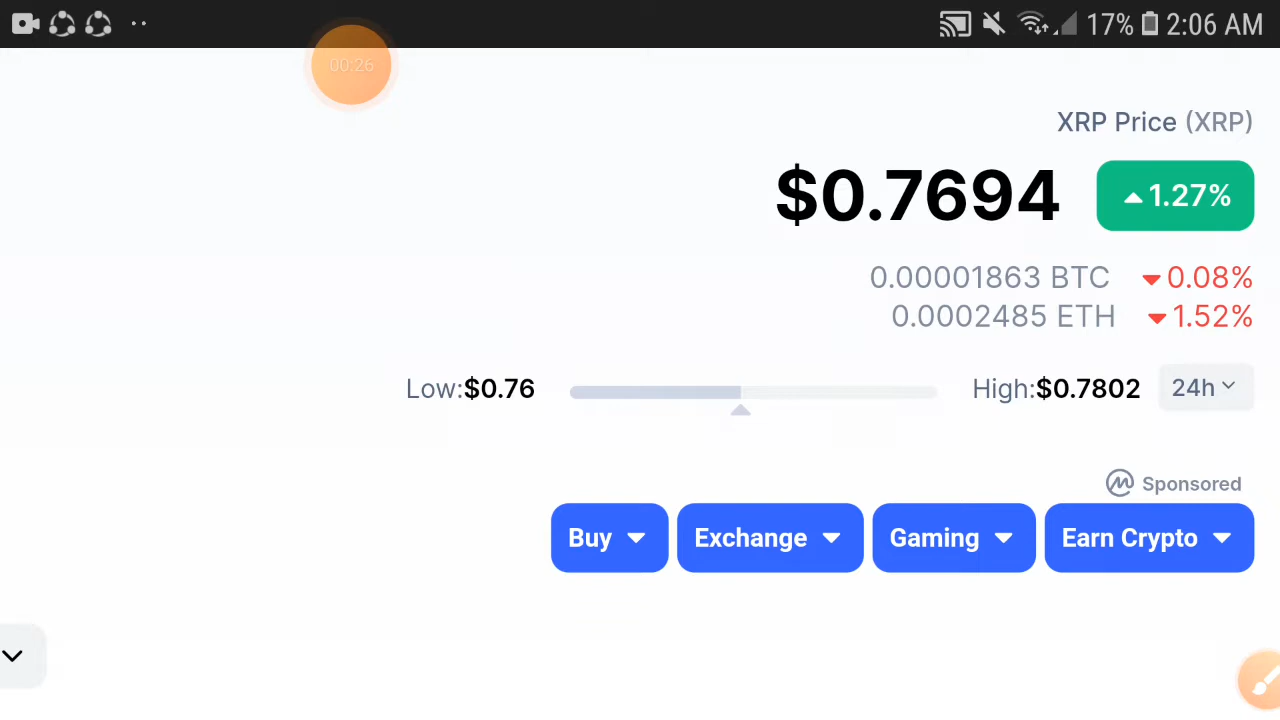 17% 2:06 AM
00:26
XRP Price (XRP)
$0.7694 1.27%
0.00001863 BTC 0.08%
0.0002485 ETH 1.52%
Low:$0.76 High:$0.7802 24h
Sponsored
Buy Exchange Gaming Earn Crypto